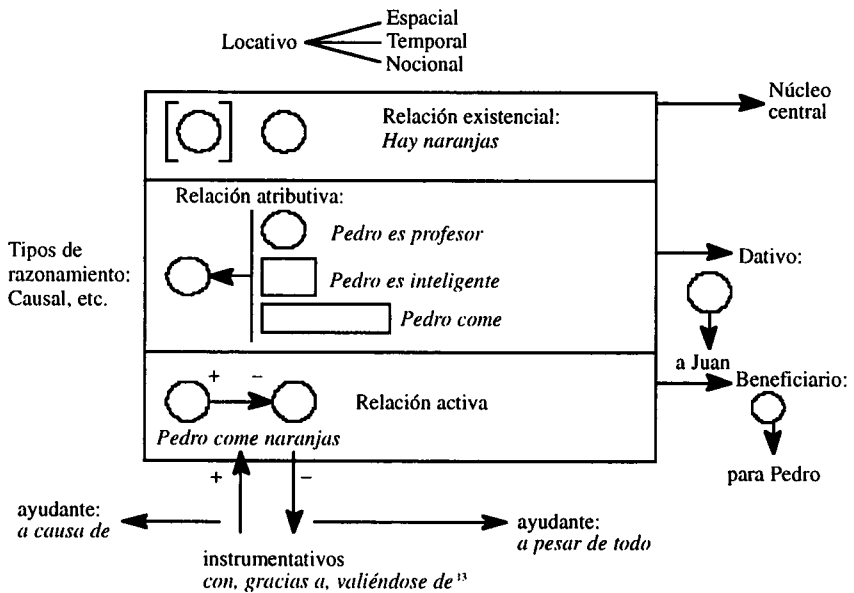 Locativo
Espacial
Temporal
Nocional
Núcleo
central
Relación existencial:
Hay naranjas
Relación atributiva:
Pedro es profesor
Pedro es inteligente
Pedro come
Tipos de
razonamiento:
Causal, etc.
Dativo:
a Juan
Beneficiario:
para Pedro
+ −
Relación activa
Pedro come naranjas
+ −
ayudante:
a causa de
ayudante:
a pesar de todo
instrumentativos
con, gracias a, valiéndose de 13